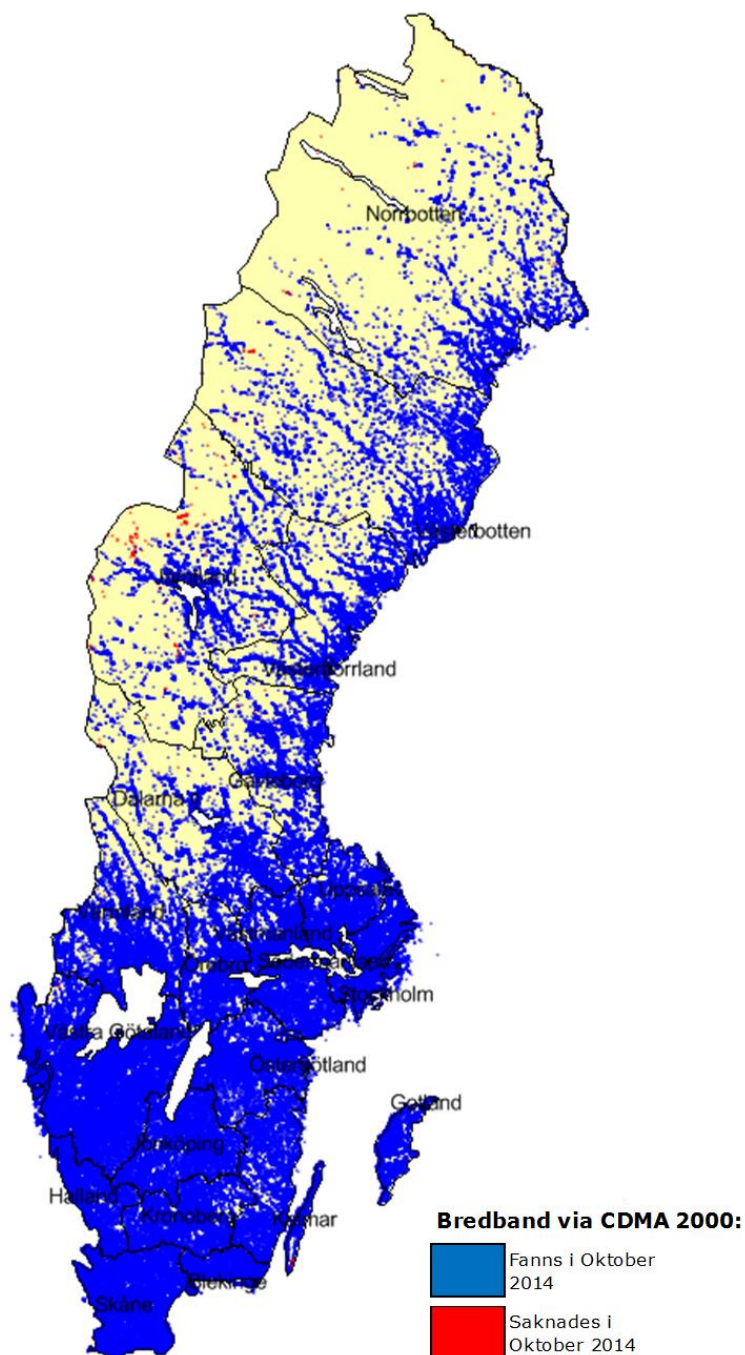 Norrbotten
Västerbotten
Jämtland
Västernorrland
Gävleborg
Dalarna
Värmland
Uppsala
Västmanland
Örebro
Södermanland
Stockholm
Västra Götaland
Östergötland
Gotland
Jönköping
Halland
Kronoberg
Kalmar
Blekinge
Skåne
Bredband via CDMA 2000:
Fanns i Oktober
2014
Saknades i
Oktober 2014